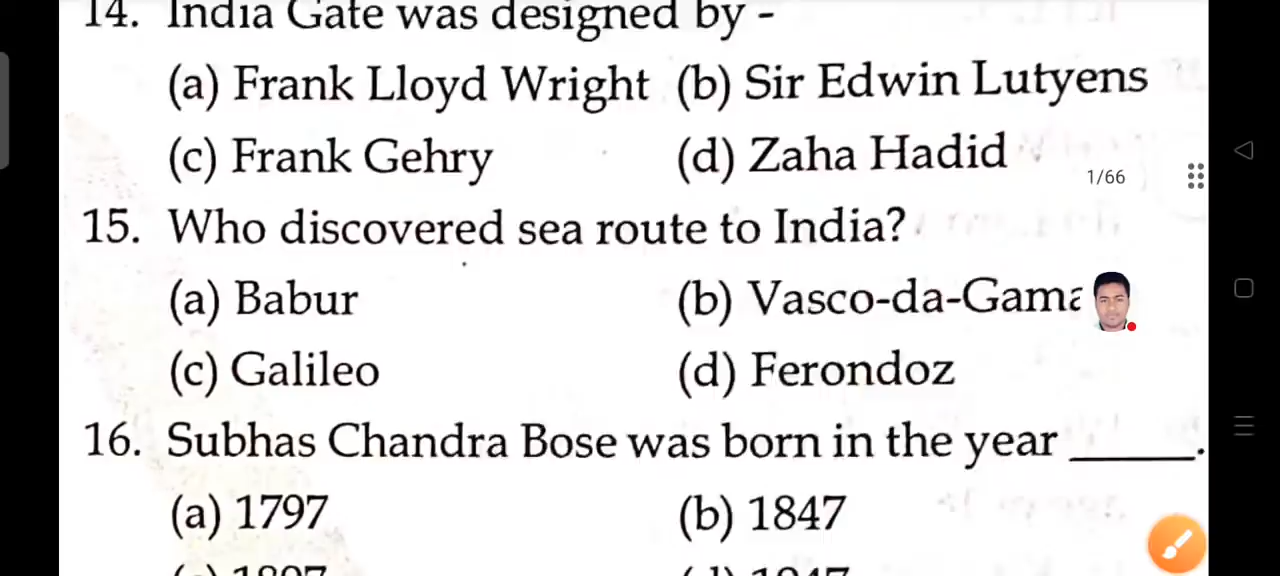 14. India Gate was designed by -
(a) Frank Lloyd Wright (b) Sir Edwin Lutyens
(c) Frank Gehry (d) Zaha Hadid
1/66
15. Who discovered sea route to India?
(a) Babur (b) Vasco-da-Gama
(c) Galileo (d) Ferondoz
16. Subhas Chandra Bose was born in the year ______.
(a) 1797 (b) 1847